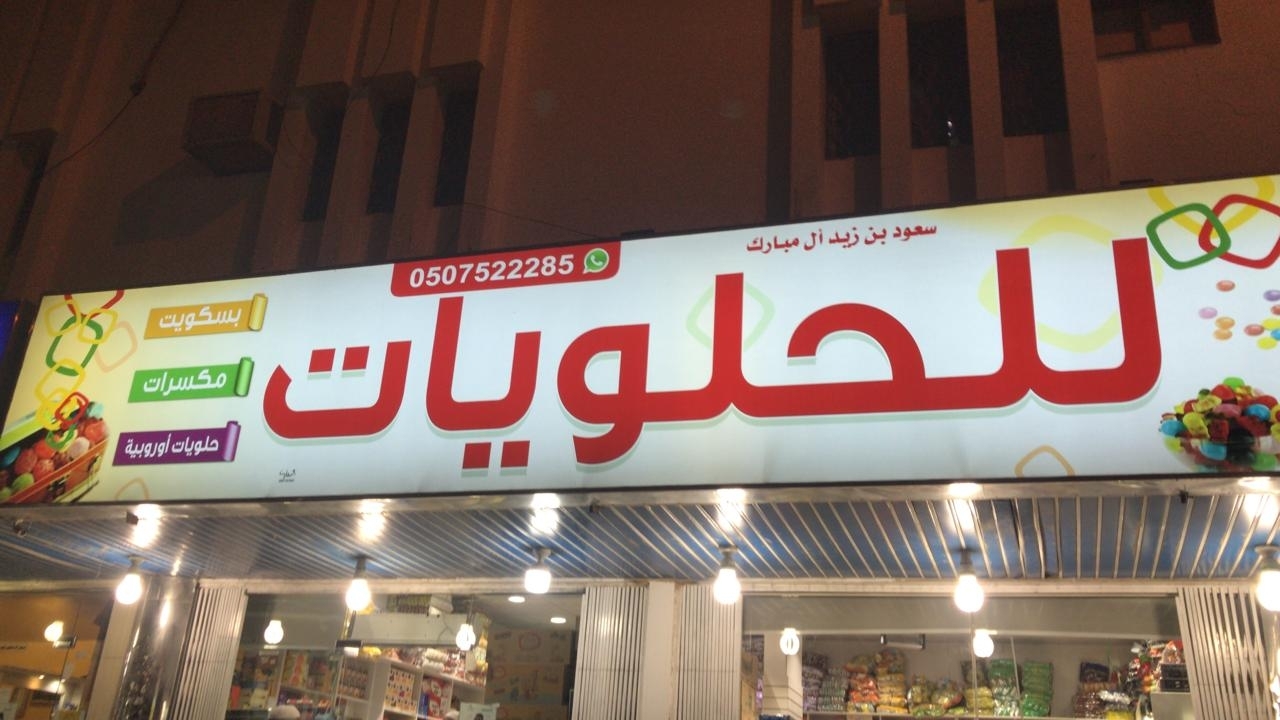 سعود بن زيد آل مبارك
للحلويات
0507522285
بسكويت
مكسرات
حلويات أوروبية